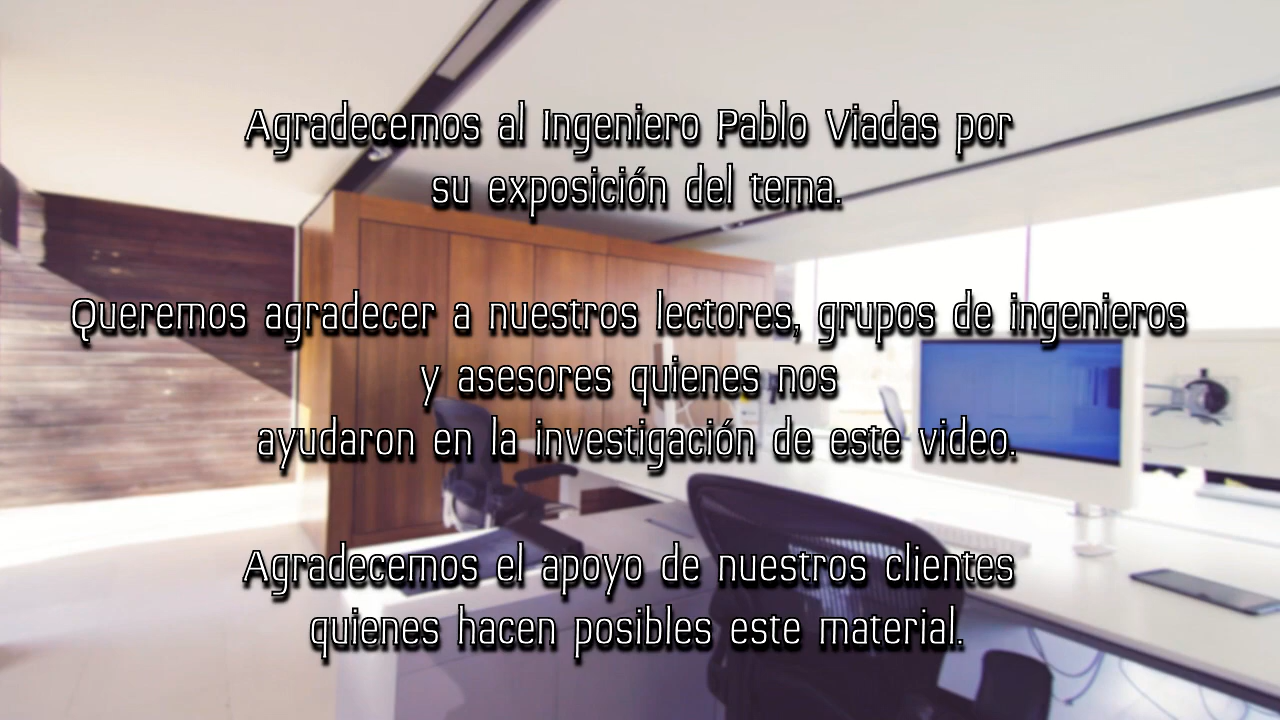 Agradecemos al Ingeniero Pablo Viadas por
su exposición del tema.
Queremos agradecer a nuestros lectores, grupos de ingenieros
y asesores quienes nos
ayudaron en la investigación de este video.
Agradecemos el apoyo de nuestros clientes
quienes hacen posibles este material.